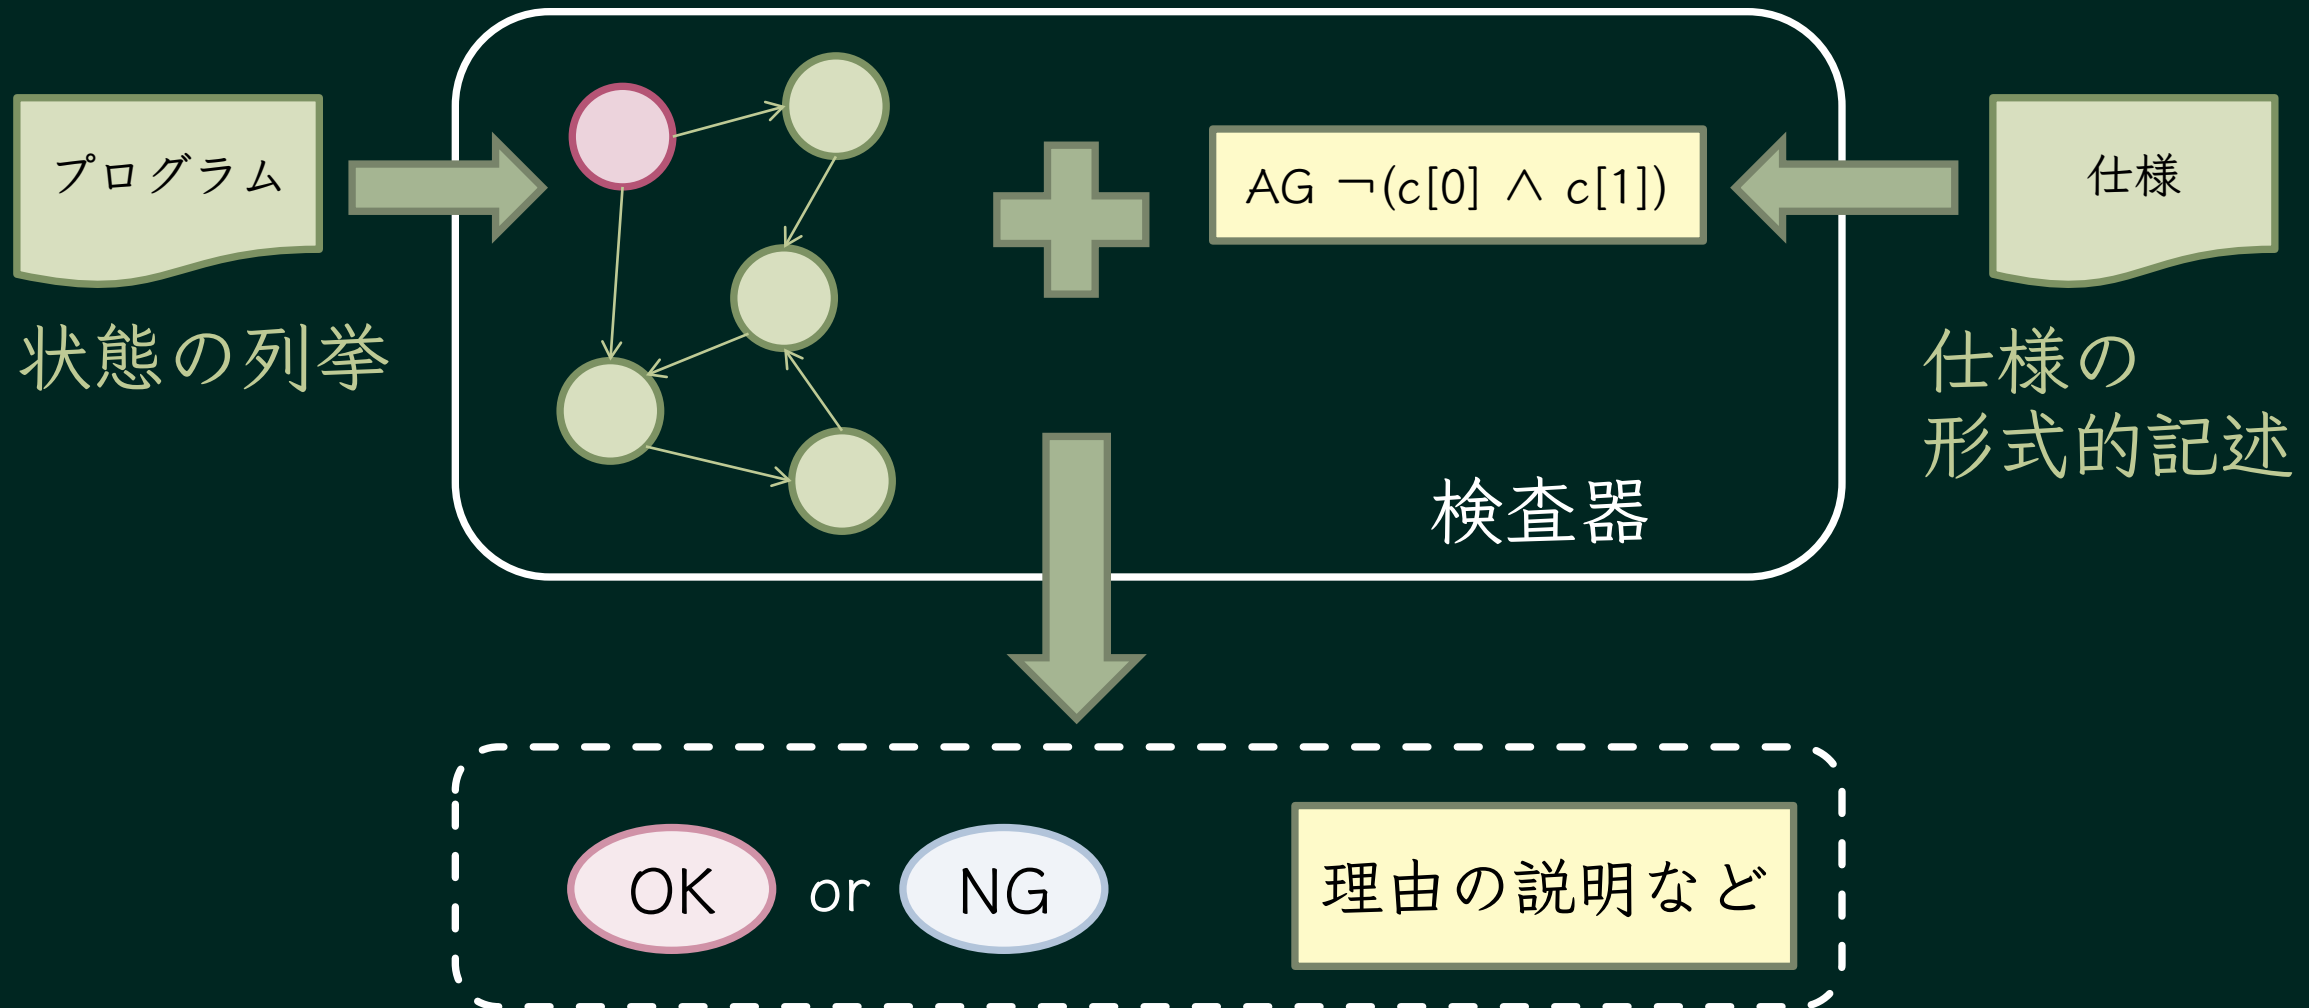 プログラム
状態の列挙
AG ¬(c[0] ∧ c[1])
検査器
仕様
仕様の
形式的記述
OK or NG
理由の説明など